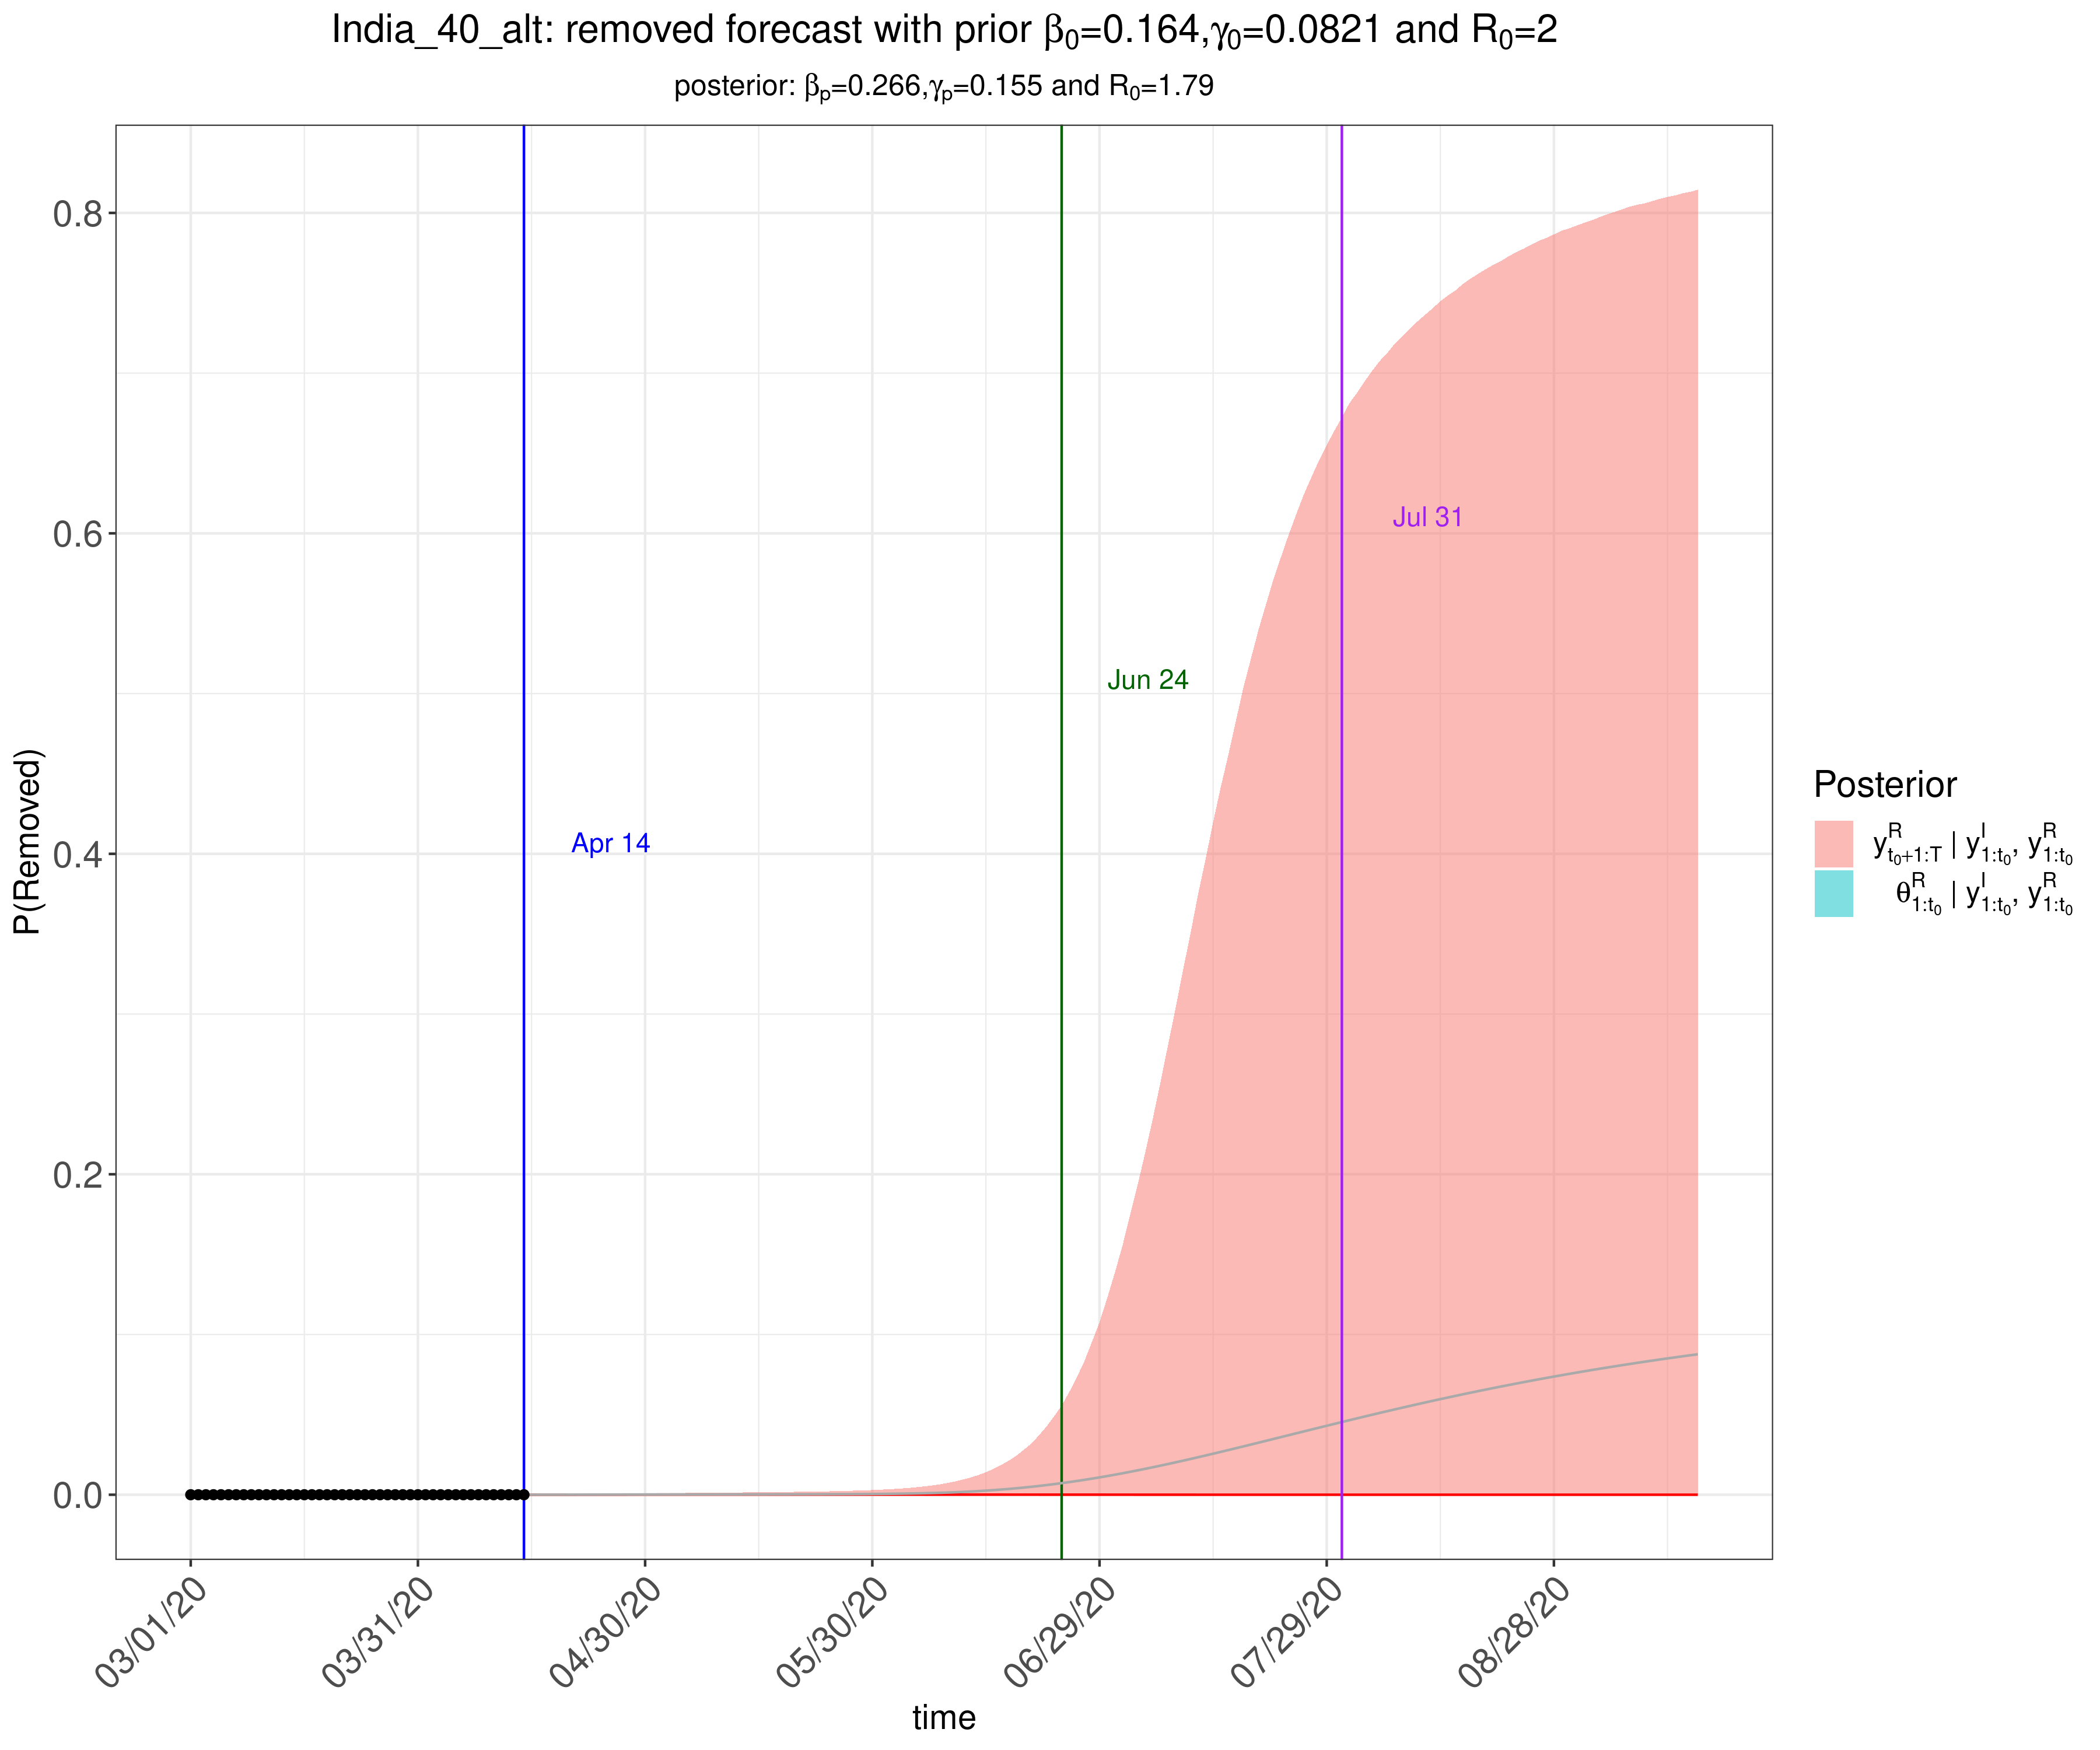 India_40_alt: removed forecast with prior β₀=0.164,γ₀=0.0821 and R₀=2
posterior: βₚ=0.266,γₚ=0.155 and R₀=1.79
P(Removed)
0.8
0.6
0.4
0.2
0.0
Apr 14
Jun 24
Jul 31
03/01/20
03/31/20
04/30/20
05/30/20
06/29/20
07/29/20
08/28/20
time
Posterior
y^R_{t₀+1:T} | y^I_{1:t₀}, y^R_{1:t₀}
θ^R_{1:t₀} | y^I_{1:t₀}, y^R_{1:t₀}